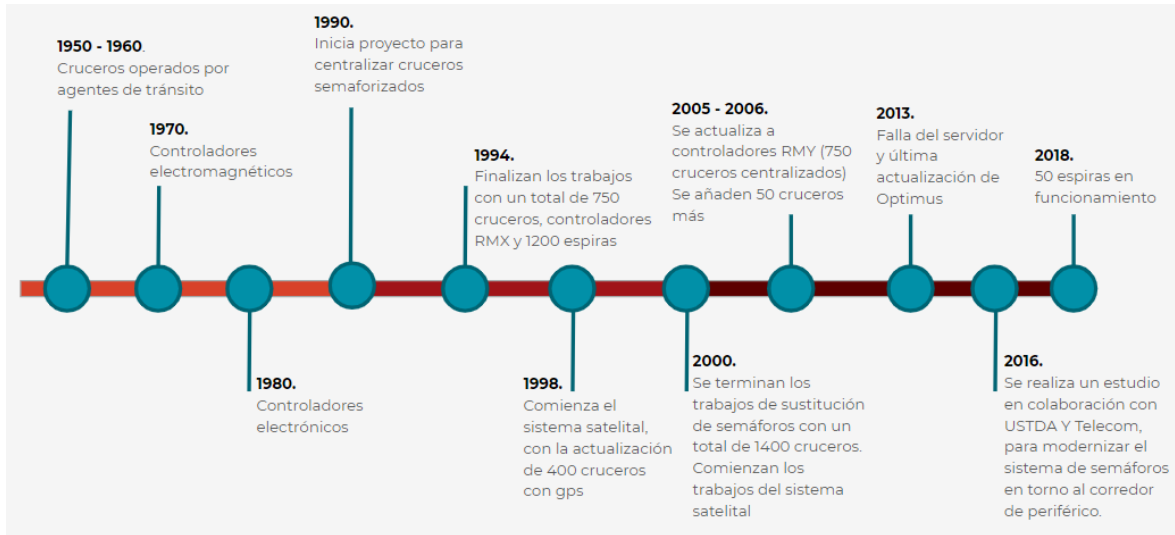 1950 - 1960.
Cruceros operados por
agentes de tránsito
1970.
Controladores
electromagnéticos
1980.
Controladores
electrónicos
1990.
Inicia proyecto para
centralizar cruceros
semaforizados
1994.
Finalizan los trabajos
con un total de 750
cruceros, controladores
RMX y 1200 espiras
1998.
Comienza el
sistema satelital,
con la actualización
de 400 cruceros
con gps
2000.
Se terminan los
trabajos de sustitución
de semáforos con un
total de 1400 cruceros.
Comienzan los
trabajos del sistema
satelital
2005 - 2006.
Se actualiza a
controladores RMY (750
cruceros centralizados)
Se añaden 50 cruceros
más
2013.
Falla del servidor
y última
actualización de
Optimus
2016.
Se realiza un estudio
en colaboración con
USTDA Y Telecom,
para modernizar el
sistema de semáforos
en torno al corredor
de periférico.
2018.
50 espiras en
funcionamiento